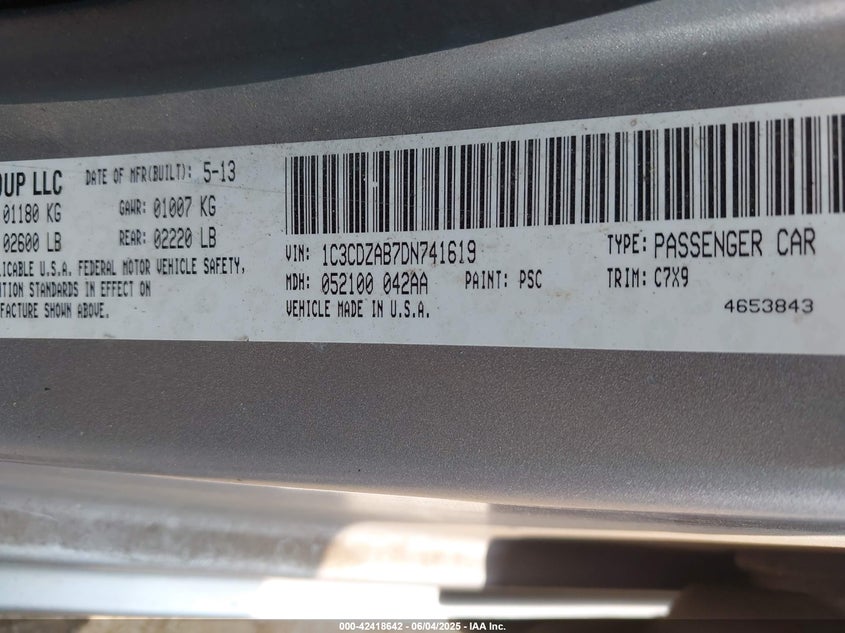 OUP LLC DATE OF MFR(BUILT): 5-13
01180 KG GAWR: 01007 KG
02600 LB REAR: 02220 LB
VIN: 1C3CDZAB7DN741619 TYPE: PASSENGER CAR
LICABLE U.S.A. FEDERAL MOTOR VEHICLE SAFETY,
MDH: 052100 042AA PAINT: PSC TRIM: C7X9
TION STANDARDS IN EFFECT ON
FACTURE SHOWN ABOVE.
VEHICLE MADE IN U.S.A. 4653843
000-42418642 - 06/04/2025 - IAA Inc.